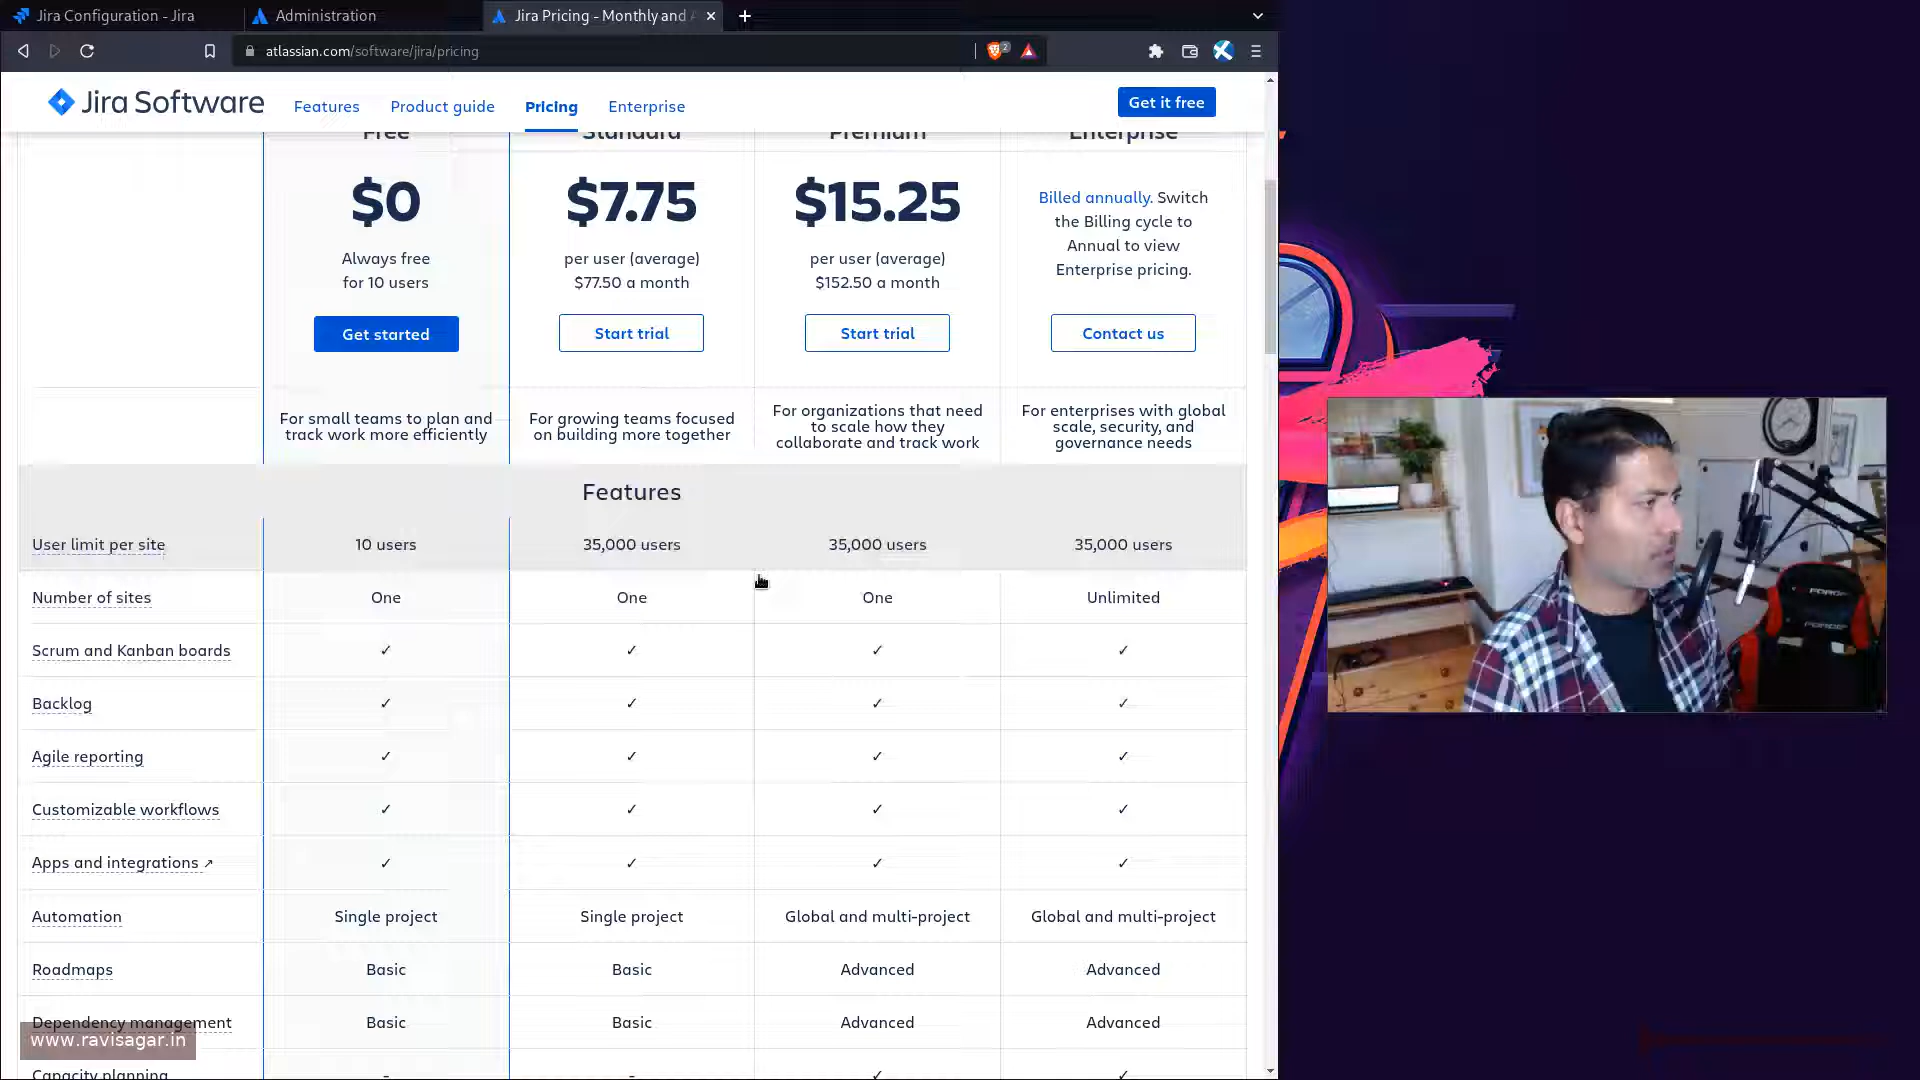 Jira Configuration - Jira
Administration
Jira Pricing - Monthly and
atlassian.com/software/jira/pricing
2
Jira Software
Features
Product guide
Pricing
Enterprise
Get it free
Free
Standard
Premium
Enterprise
$0
$7.75
$15.25
Billed annually. Switch
the Billing cycle to
Annual to view
Enterprise pricing.
Always free
for 10 users
per user (average)
$77.50 a month
per user (average)
$152.50 a month
Get started
Start trial
Start trial
Contact us
For small teams to plan and
track work more efficiently
For growing teams focused
on building more together
For organizations that need
to scale how they
collaborate and track work
For enterprises with global
scale, security, and
governance needs
Features
User limit per site
10 users
35,000 users
35,000 users
35,000 users
Number of sites
One
One
One
Unlimited
Scrum and Kanban boards
✓
✓
✓
✓
Backlog
✓
✓
✓
✓
Agile reporting
✓
✓
✓
✓
Customizable workflows
✓
✓
✓
✓
Apps and integrations ↗
✓
✓
✓
✓
Automation
Single project
Single project
Global and multi-project
Global and multi-project
Roadmaps
Basic
Basic
Advanced
Advanced
Dependency management
Basic
Basic
Advanced
Advanced
www.ravisagar.in
Capacity planning
-
-
✓
✓